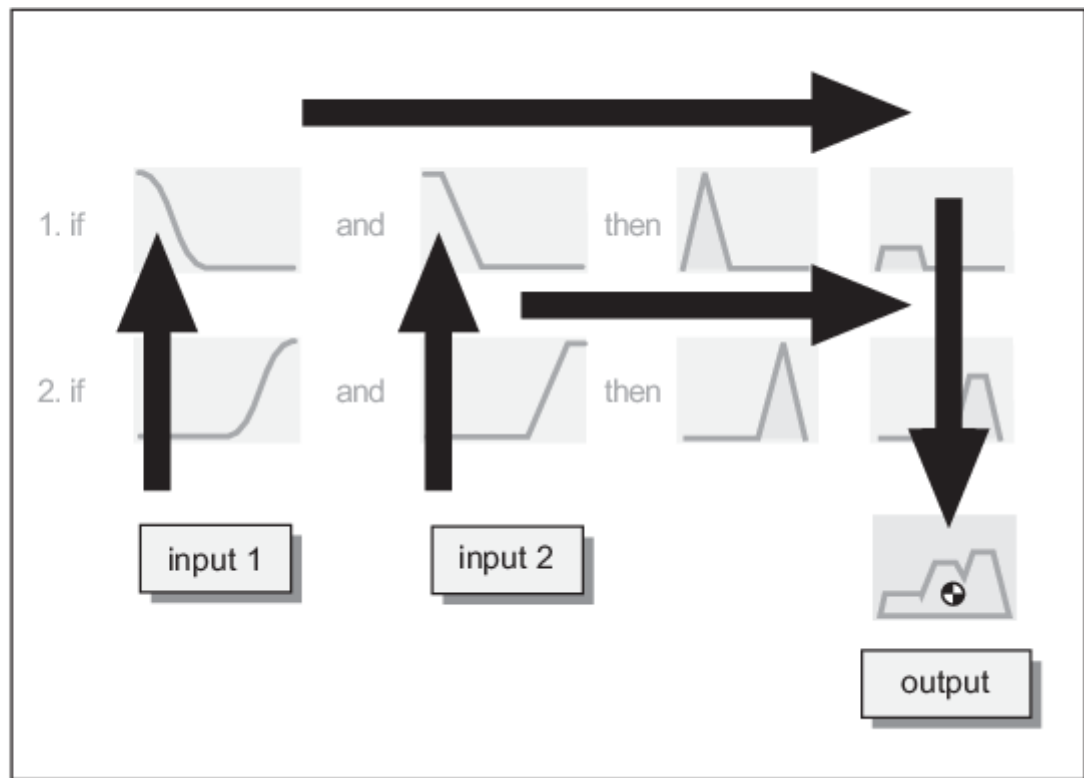 1. if and then
2. if and then
input 1 input 2
output